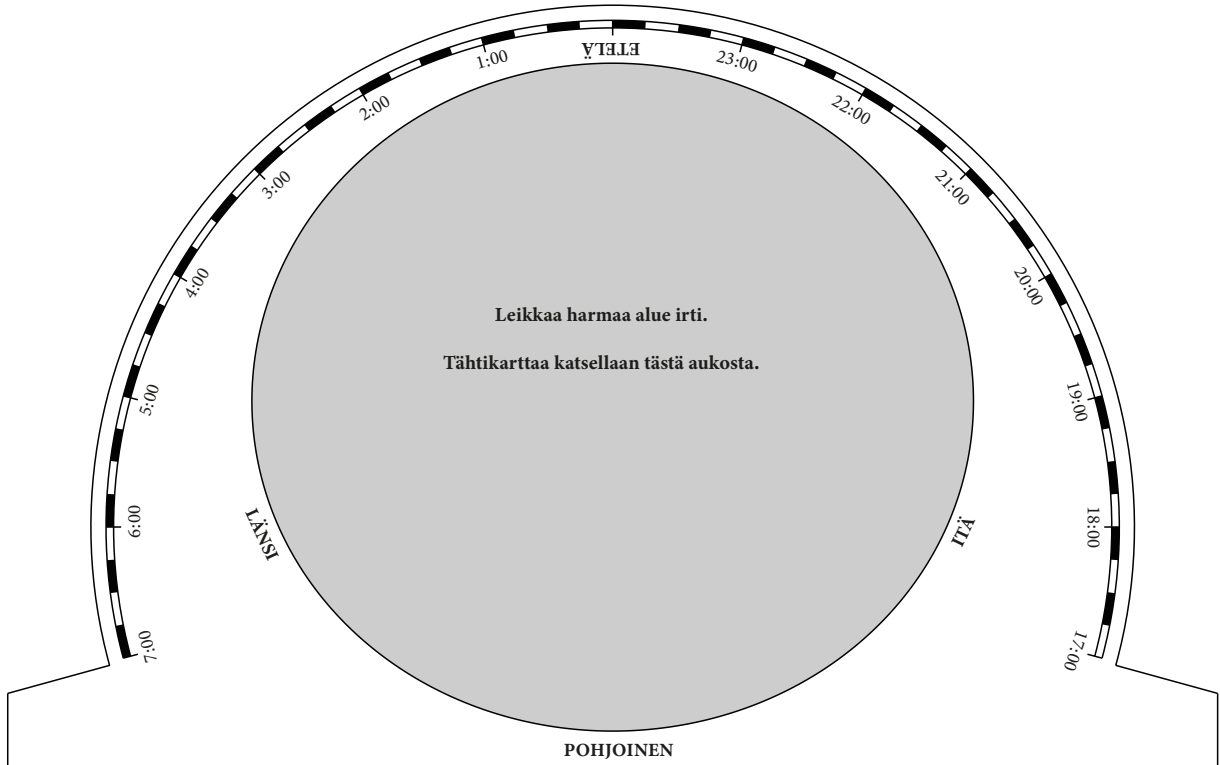 ETELÄ
1:00
2:00
3:00
4:00
5:00
6:00
7:00
23:00
22:00
21:00
20:00
19:00
18:00
17:00
Leikkaa harmaa alue irti.
Tähtikarttaa katsellaan tästä aukosta.
LÄNSI
ITÄ
POHJOINEN